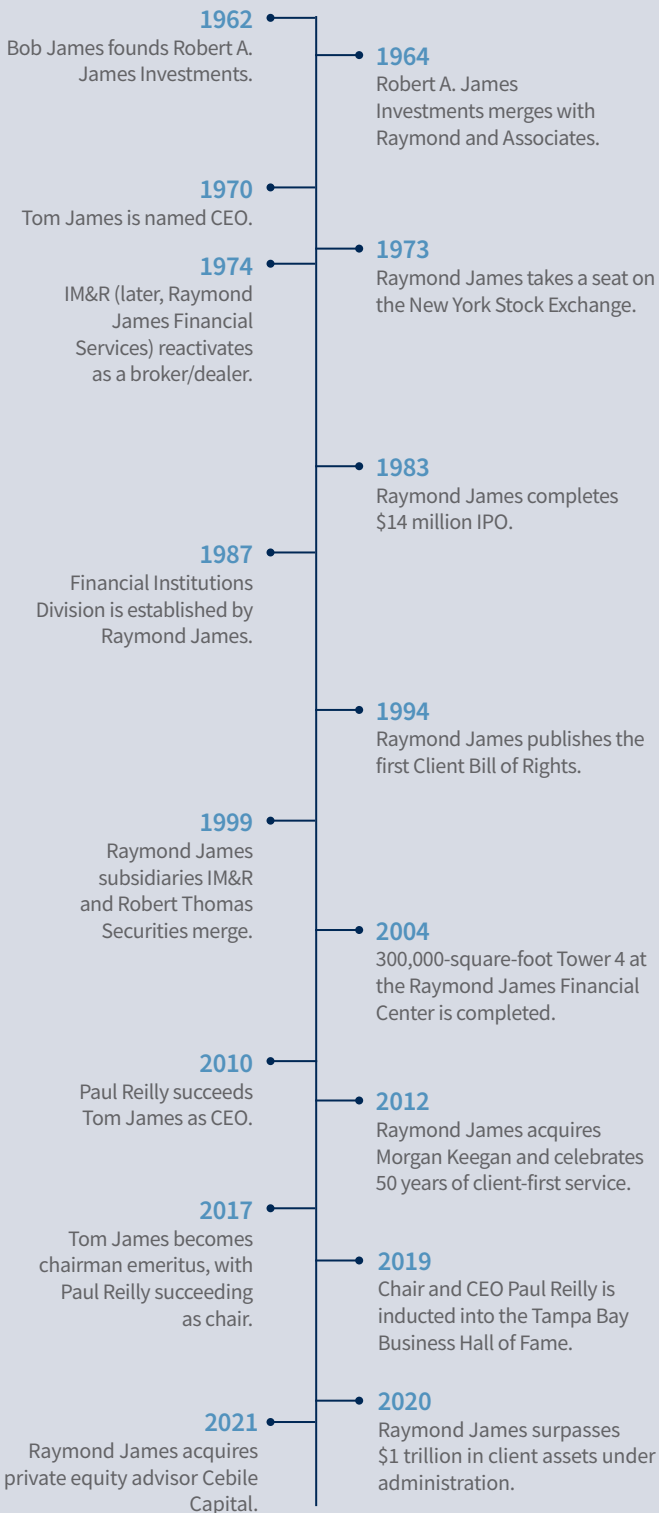 1962
Bob James founds Robert A.
James Investments.
1964
Robert A. James
Investments merges with
Raymond and Associates.
1970
Tom James is named CEO.
1973
Raymond James takes a seat on
the New York Stock Exchange.
1974
IM&R (later, Raymond
James Financial
Services) reactivates
as a broker/dealer.
1983
Raymond James completes
$14 million IPO.
1987
Financial Institutions
Division is established by
Raymond James.
1994
Raymond James publishes the
first Client Bill of Rights.
1999
Raymond James
subsidiaries IM&R
and Robert Thomas
Securities merge.
2004
300,000-square-foot Tower 4 at
the Raymond James Financial
Center is completed.
2010
Paul Reilly succeeds
Tom James as CEO.
2012
Raymond James acquires
Morgan Keegan and celebrates
50 years of client-first service.
2017
Tom James becomes
chairman emeritus, with
Paul Reilly succeeding
as chair.
2019
Chair and CEO Paul Reilly is
inducted into the Tampa Bay
Business Hall of Fame.
2020
Raymond James surpasses
$1 trillion in client assets under
administration.
2021
Raymond James acquires
private equity advisor Cebile
Capital.